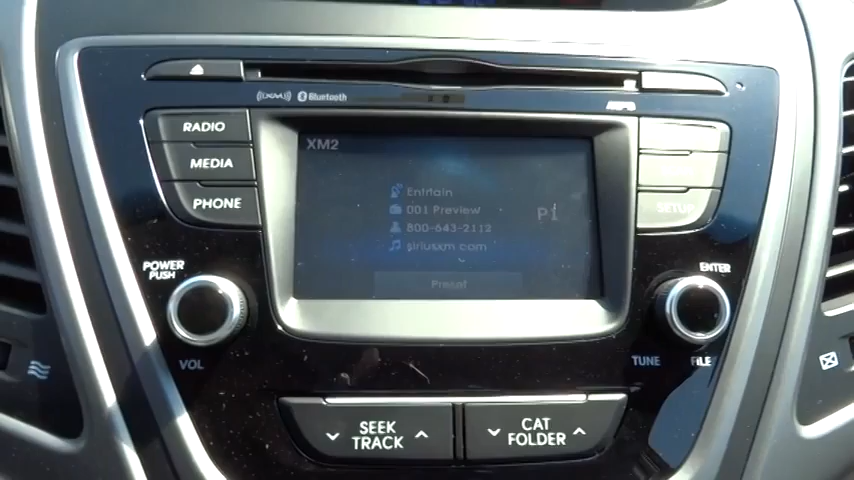 ((SXM))
Bluetooth
RADIO
MEDIA
PHONE
XM2
Entrtain
001 Preview
800-643-2112
siriusxm com
P1
Preset
SETUP
POWER
PUSH
VOL
ENTER
TUNE
FILE
SEEK
TRACK
CAT
FOLDER